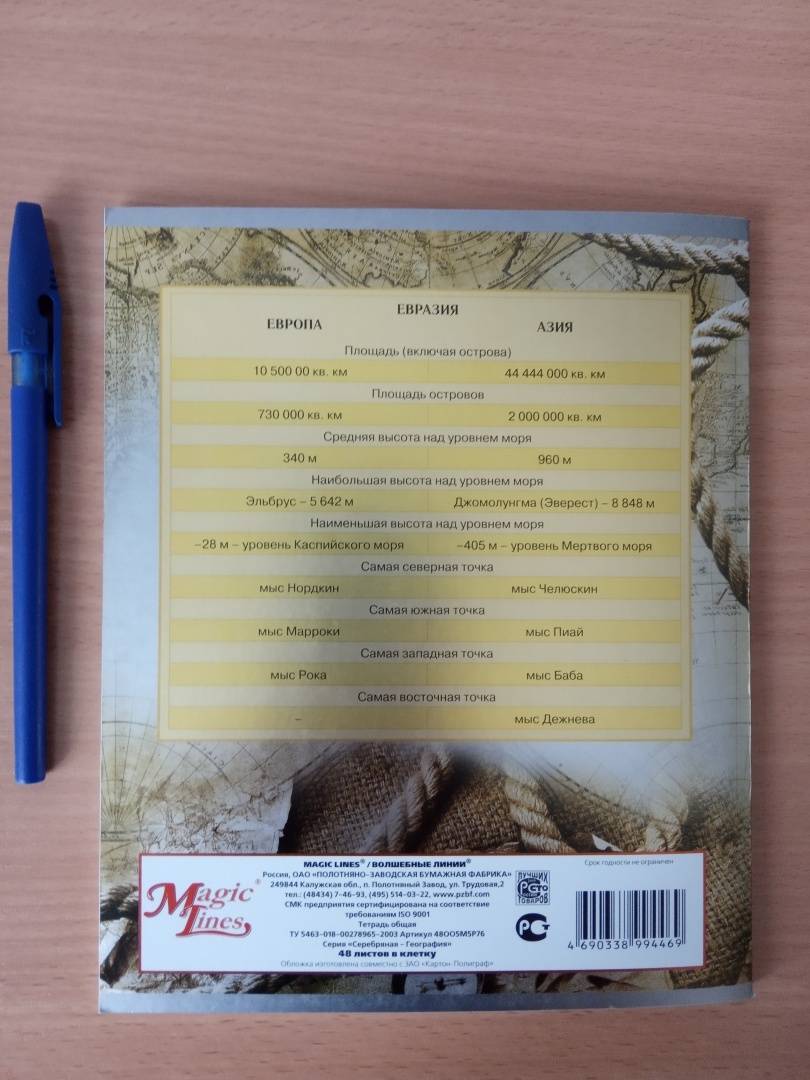 ЕВРАЗИЯ
ЕВРОПА АЗИЯ
Площадь (включая острова)
10 500 00 кв. км 44 444 000 кв. км
Площадь островов
730 000 кв. км 2 000 000 кв. км
Средняя высота над уровнем моря
340 м 960 м
Наибольшая высота над уровнем моря
Эльбрус – 5 642 м Джомолунгма (Эверест) – 8 848 м
Наименьшая высота над уровнем моря
–28 м – уровень Каспийского моря –405 м – уровень Мертвого моря
Самая северная точка
мыс Нордкин мыс Челюскин
Самая южная точка
мыс Марроки мыс Пиай
Самая западная точка
мыс Рока мыс Баба
Самая восточная точка
– мыс Дежнева
Magic Lines®
MAGIC LINES® / ВОЛШЕБНЫЕ ЛИНИИ®
Россия, ОАО «ПОЛОТНЯНО-ЗАВОДСКАЯ БУМАЖНАЯ ФАБРИКА»
249844 Калужская обл., п. Полотняный Завод, ул. Трудовая,2
тел.: (48434) 7-46-93, (495) 514-03-22, www.pzbf.com
СМК предприятия сертифицирована на соответствие
требованиям ISO 9001
Тетрадь общая
ТУ 5463-018-00278965-2003 Артикул 48ОО5М5Р76
Серия «Серебряная – География»
48 листов в клетку
Обложка изготовлена совместно с ЗАО «Картон-Полиграф»
ЛУЧШИХ
СТО
ТОВАРОВ
Срок годности не ограничен
4 690338 994469